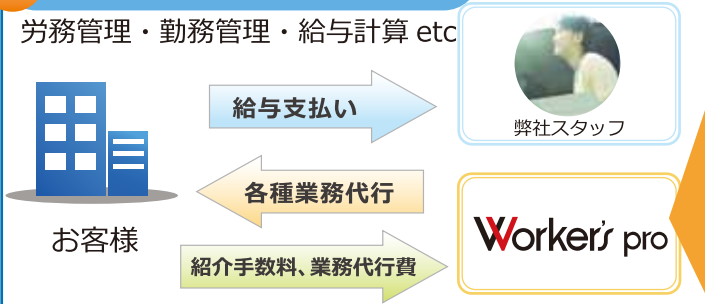 労務管理・勤務管理・給与計算 etc
給与支払い
弊社スタッフ
各種業務代行
お客様
Worker's pro
紹介手数料、業務代行費